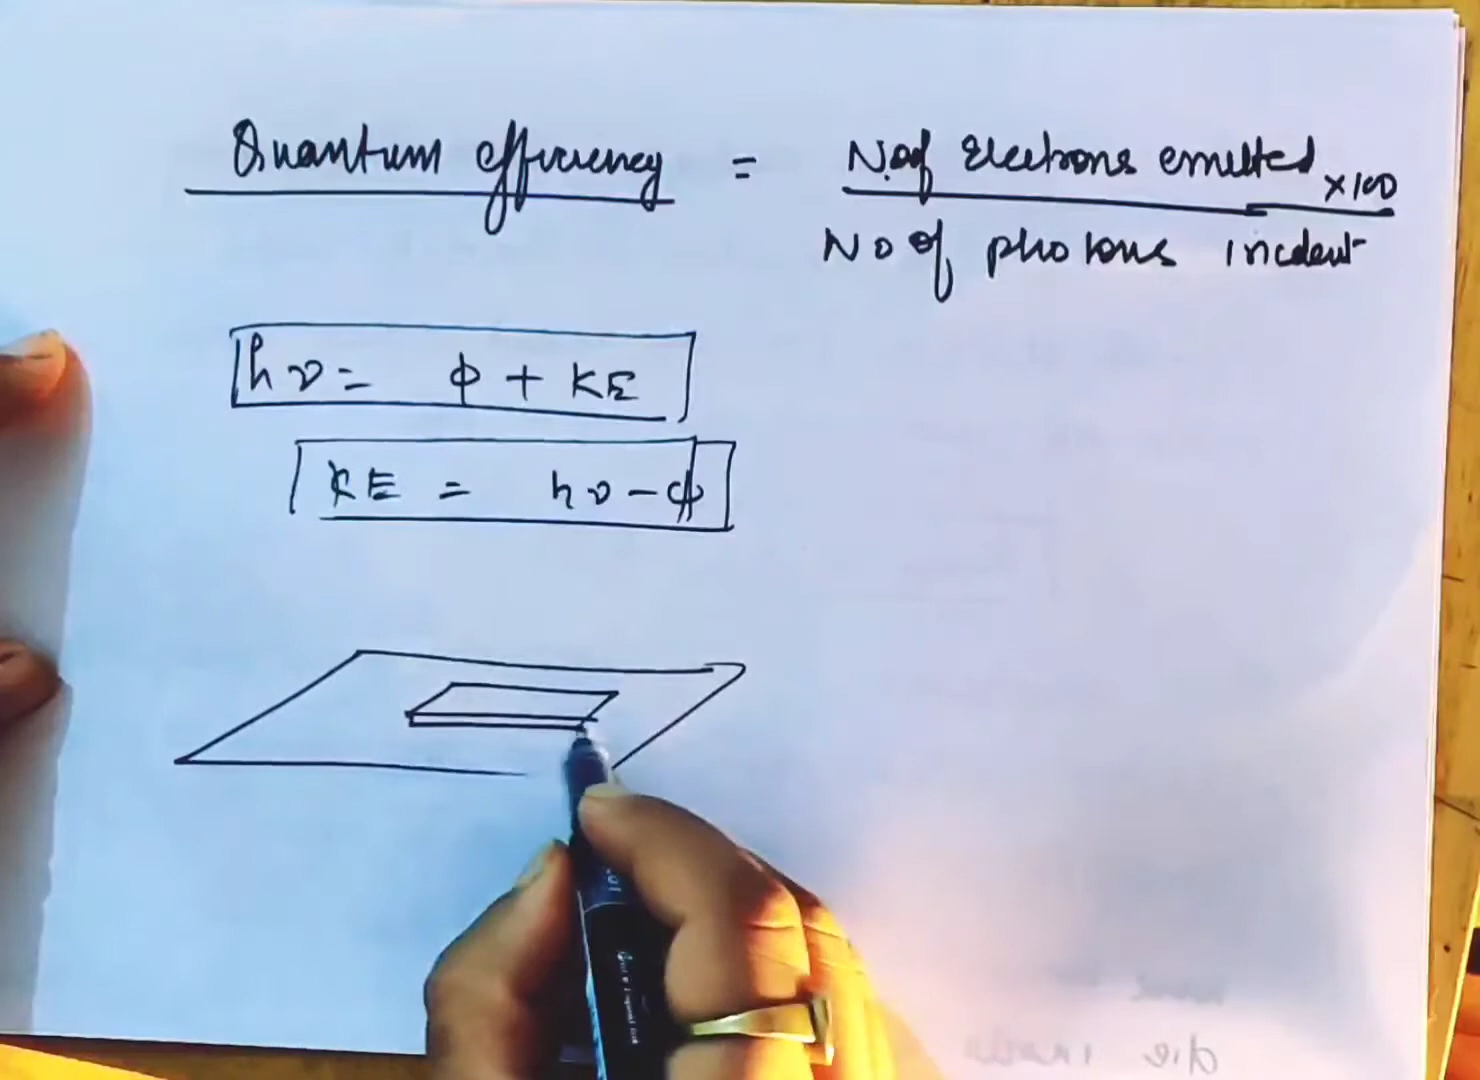 Quantum efficiency = No. of Electrons emitted ×100
No of photons incident
hν = ϕ + KE
KE = hν - ϕ